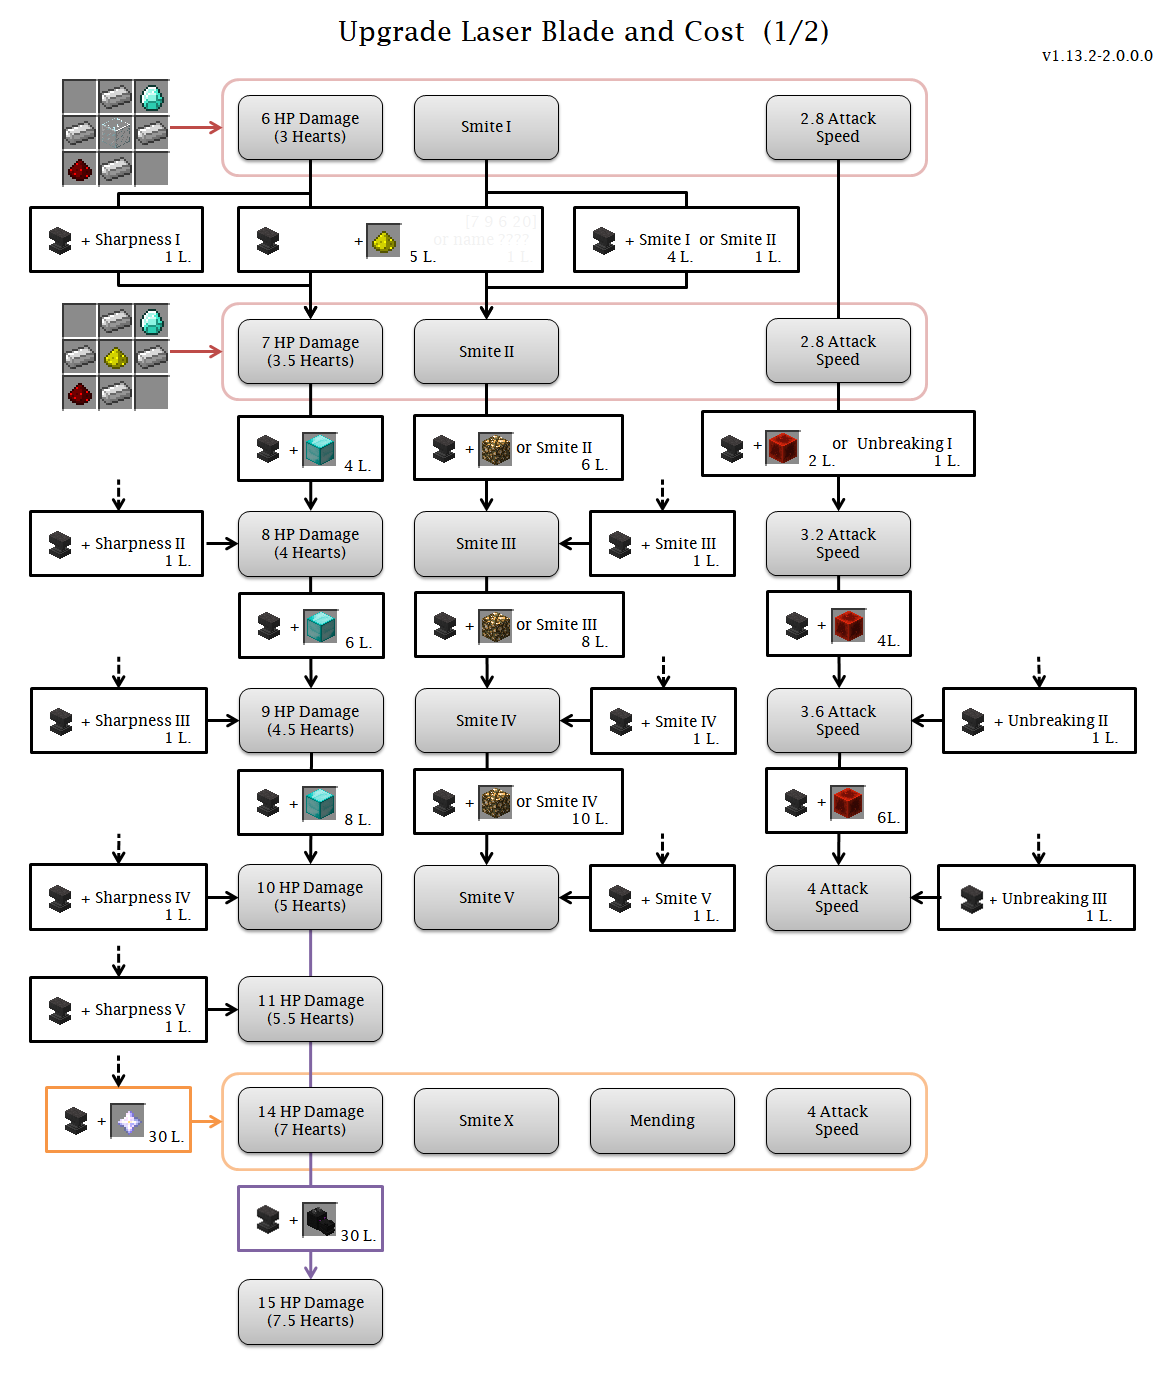 Upgrade Laser Blade and Cost (1/2)
v1.13.2-2.0.0.0
6 HP Damage
(3 Hearts)
Smite I
2.8 Attack
Speed
+ Sharpness I
1 L.
+
5 L.
[7 9.6 20]
or name ????
1 L.
+ Smite I or Smite II
4 L. 1 L.
7 HP Damage
(3.5 Hearts)
Smite II
2.8 Attack
Speed
+
4 L.
+ or Smite II
6 L.
+ or Unbreaking I
2 L. 1 L.
+ Sharpness II
1 L.
8 HP Damage
(4 Hearts)
Smite III
+ Smite III
1 L.
3.2 Attack
Speed
+
6 L.
+ or Smite III
8 L.
+
4L.
+ Sharpness III
1 L.
9 HP Damage
(4.5 Hearts)
Smite IV
+ Smite IV
1 L.
3.6 Attack
Speed
+ Unbreaking II
1 L.
+
8 L.
+ or Smite IV
10 L.
+
6L.
+ Sharpness IV
1 L.
10 HP Damage
(5 Hearts)
Smite V
+ Smite V
1 L.
4 Attack
Speed
+ Unbreaking III
1 L.
+ Sharpness V
1 L.
11 HP Damage
(5.5 Hearts)
+
30 L.
14 HP Damage
(7 Hearts)
Smite X
Mending
4 Attack
Speed
+
30 L.
15 HP Damage
(7.5 Hearts)